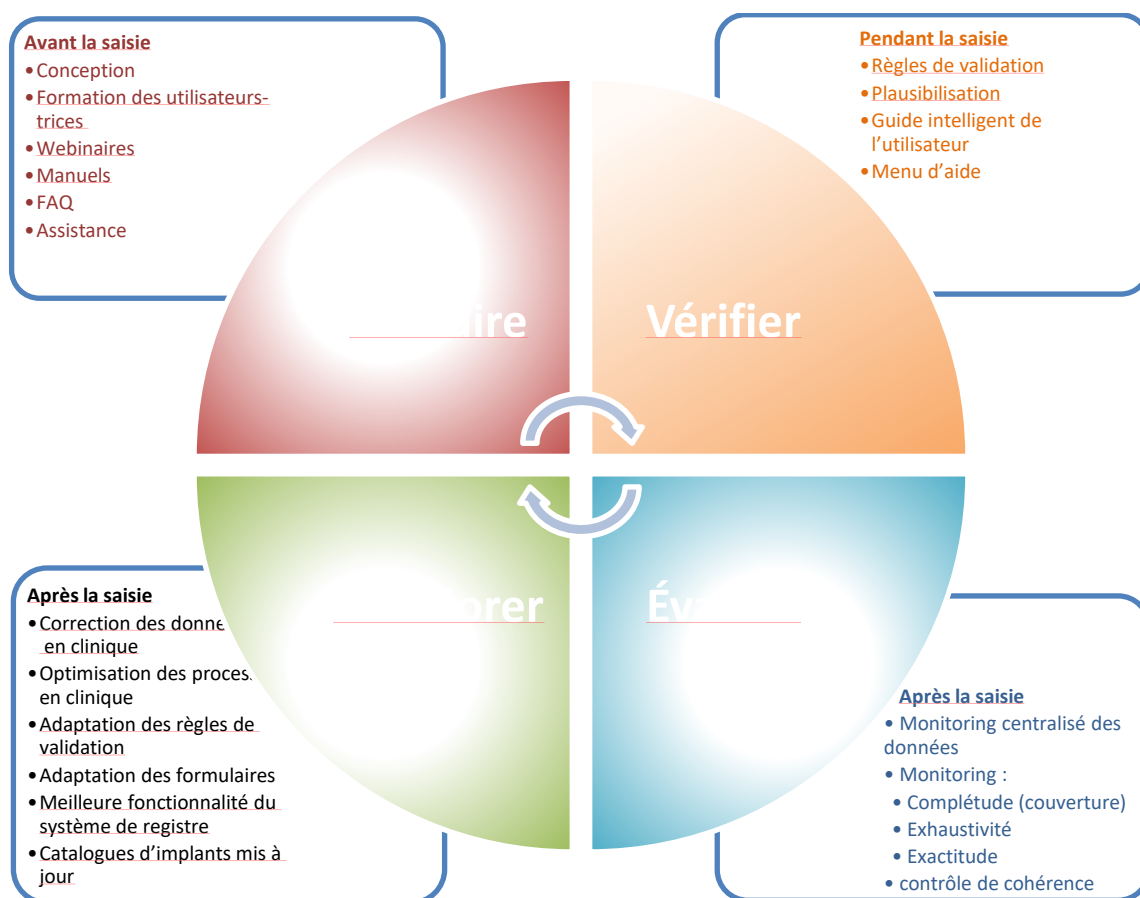 Avant la saisie
• Conception
• Formation des utilisateurs-
trices
• Webinaires
• Manuels
• FAQ
• Assistance
Pendant la saisie
• Règles de validation
• Plausibilisation
• Guide intelligent de
l’utilisateur
• Menu d’aide
Vérifier
Après la saisie
• Correction des
en clinique
• Optimisation des
en clinique
• Adaptation des règles de
validation
• Adaptation des formulaires
• Meilleure fonctionnalité du
système de registre
• Catalogues d’implants mis à
jour
Après la saisie
• Monitoring centralisé des
données
• Monitoring :
• Complétude (couverture)
• Exhaustivité
• Exactitude
• contrôle de cohérence